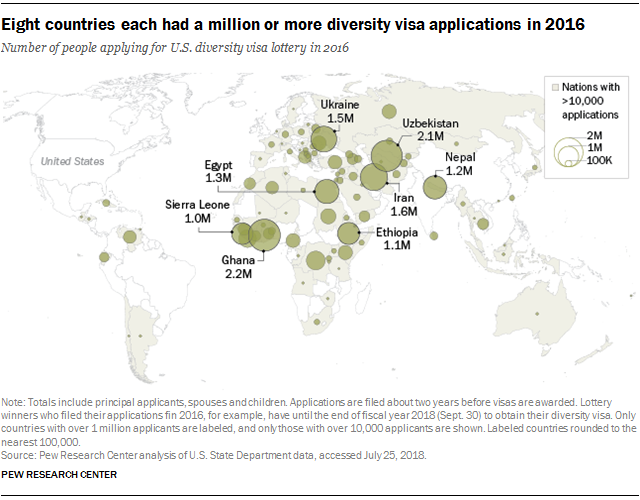 Eight countries each had a million or more diversity visa applications in 2016
Number of people applying for U.S. diversity visa lottery in 2016
Nations with
>10,000
applications
2M
1M
100K
Ukraine
1.5M
Uzbekistan
2.1M
United States
Egypt
1.3M
Nepal
1.2M
Iran
1.6M
Sierra Leone
1.0M
Ethiopia
1.1M
Ghana
2.2M
Note: Totals include principal applicants, spouses and children. Applications are filed about two years before visas are awarded. Lottery
winners who filed their applications fin 2016, for example, have until the end of fiscal year 2018 (Sept. 30) to obtain their diversity visa. Only
countries with over 1 million applicants are labeled, and only those with over 10,000 applicants are shown. Labeled countries rounded to the
nearest 100,000.
Source: Pew Research Center analysis of U.S. State Department data, accessed July 25, 2018.
PEW RESEARCH CENTER